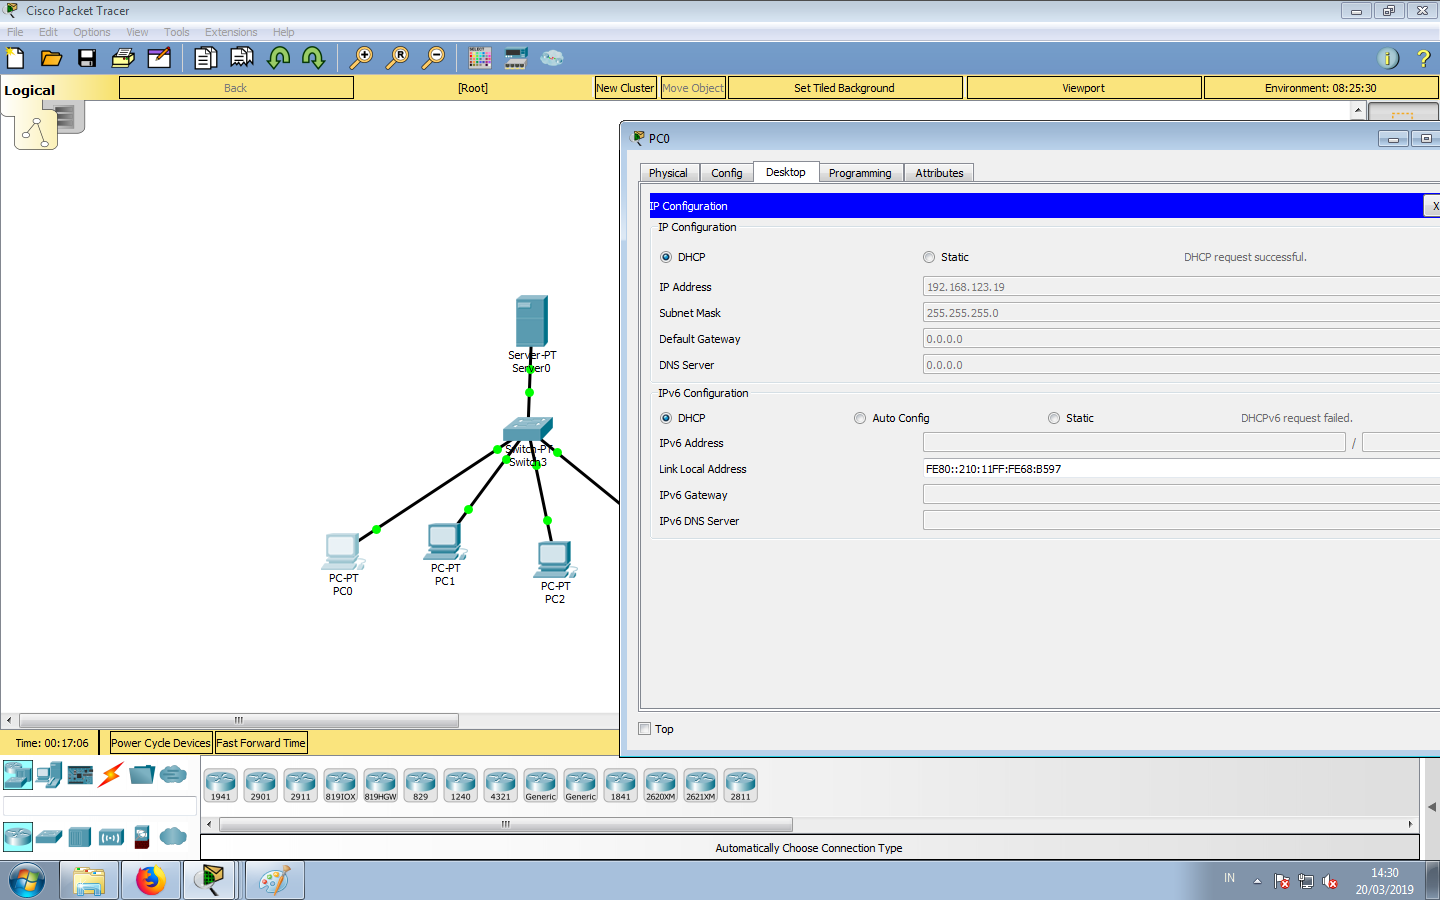 Cisco Packet Tracer
File Edit Options View Tools Extensions Help
Logical
Back
[Root]
New Cluster
Move Object
Set Tiled Background
Viewport
Environment: 08:25:30
PC0
Physical Config Desktop Programming Attributes
IP Configuration
X
IP Configuration
DHCP Static DHCP request successful.
IP Address 192.168.123.19
Subnet Mask 255.255.255.0
Default Gateway 0.0.0.0
DNS Server 0.0.0.0
IPv6 Configuration
DHCP Auto Config Static DHCPv6 request failed.
IPv6 Address /
Link Local Address FE80::210:11FF:FE68:B597
IPv6 Gateway
IPv6 DNS Server
Top
Server-PT
Server0
Switch-PT
Switch3
PC-PT
PC0
PC-PT
PC1
PC-PT
PC2
Time: 00:17:06
Power Cycle Devices
Fast Forward Time
1941 2901 2911 819IOX 819HGW 829 1240 4321 Generic Generic 1841 2620XM 2621XM 2811
Automatically Choose Connection Type
IN
14:30
20/03/2019